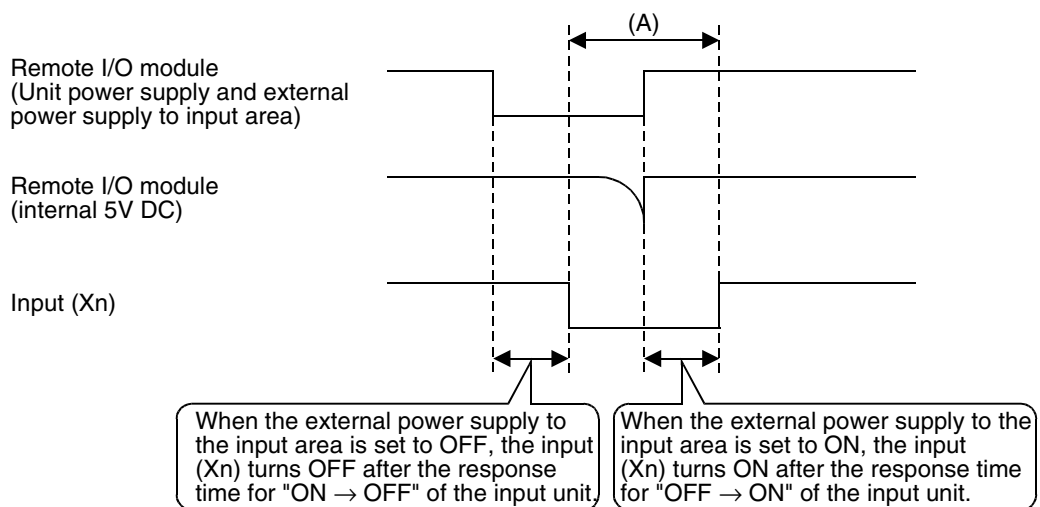 (A)
Remote I/O module
(Unit power supply and external
power supply to input area)
Remote I/O module
(internal 5V DC)
Input (Xn)
When the external power supply to
the input area is set to OFF, the input
(Xn) turns OFF after the response
time for "ON → OFF" of the input unit.
When the external power supply to the
input area is set to ON, the input
(Xn) turns ON after the response time
for "OFF → ON" of the input unit.